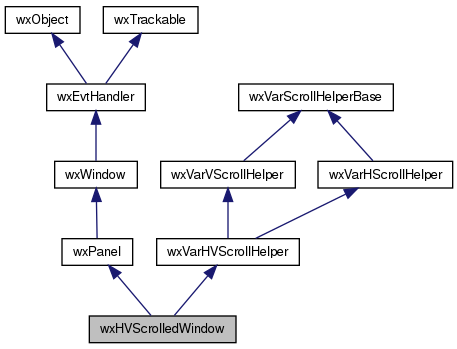 wxObject
wxTrackable
wxEvtHandler
wxVarScrollHelperBase
wxWindow
wxVarVScrollHelper
wxVarHScrollHelper
wxPanel
wxVarHVScrollHelper
wxHVScrolledWindow